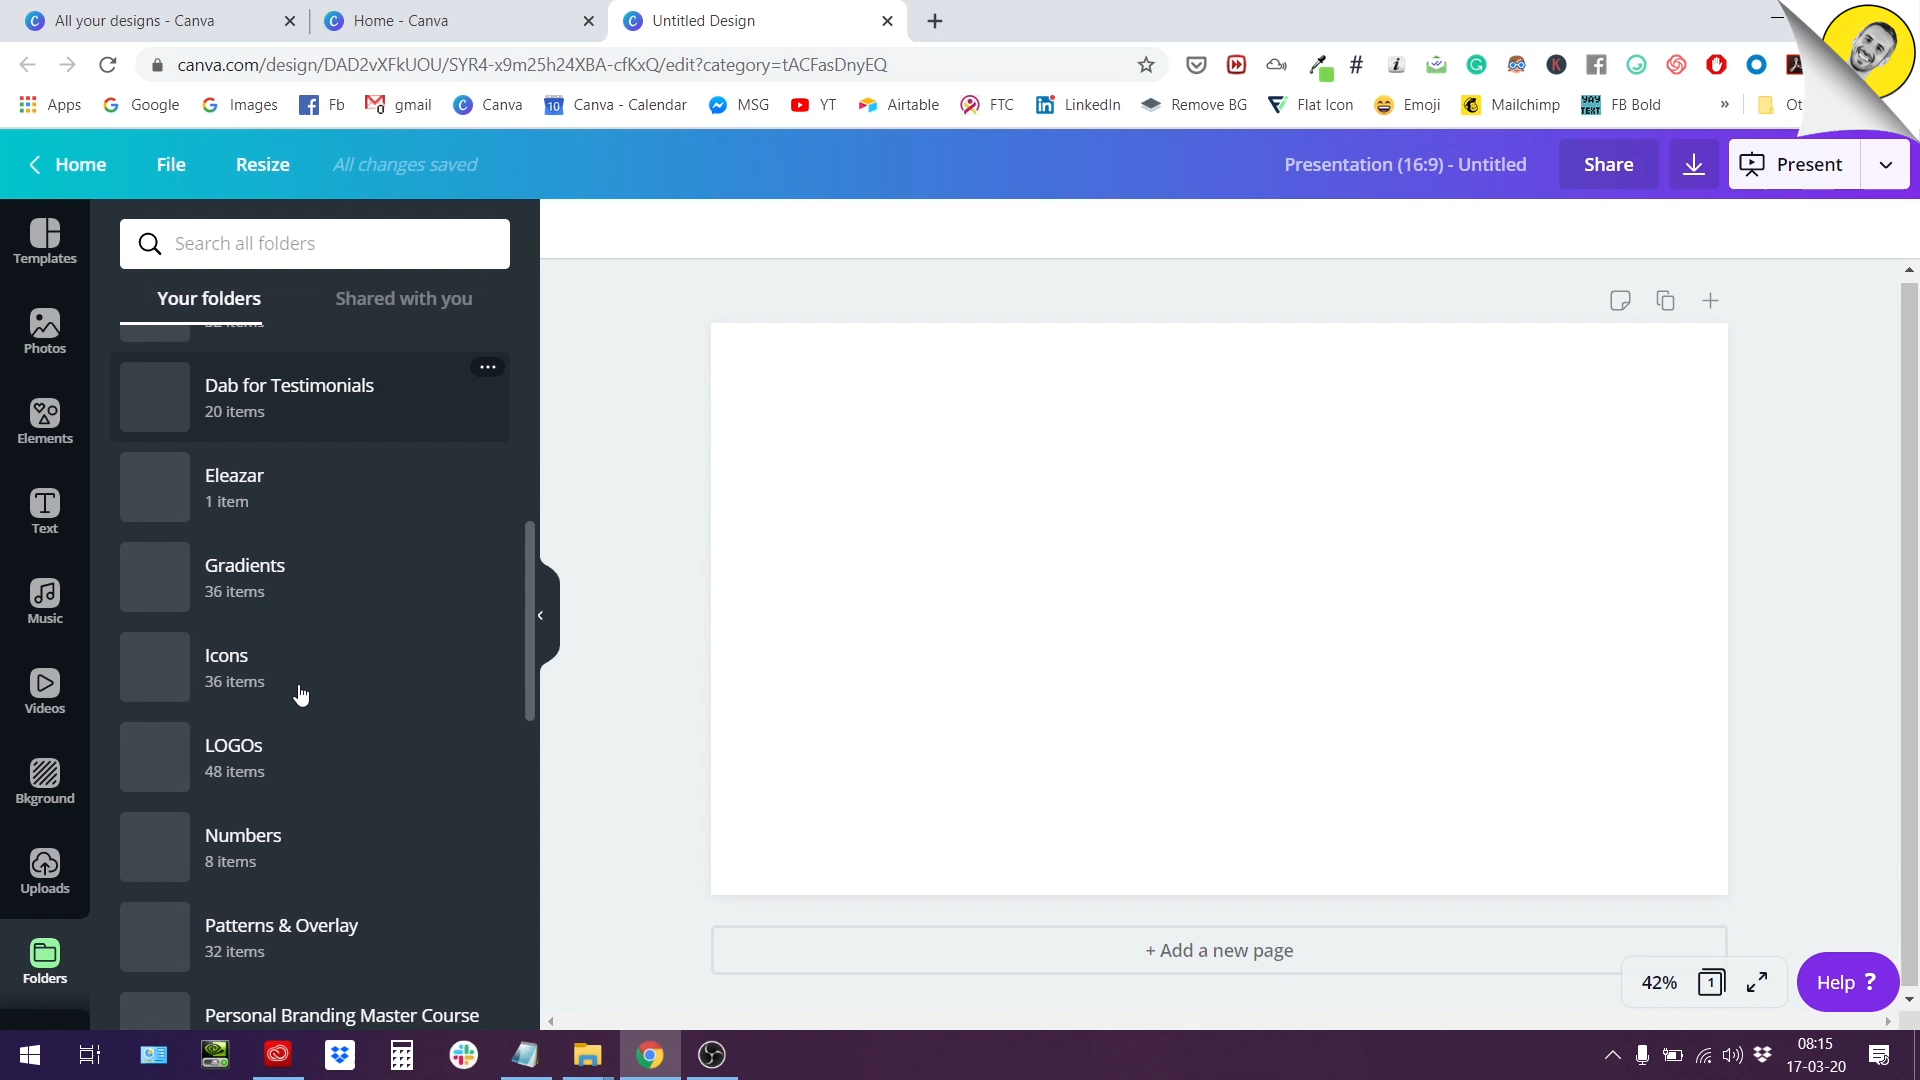 All your designs - Canva
Home - Canva
Untitled Design
canva.com/design/DAD2vXFkUOU/SYR4-x9m25h24XBA-cfKxQ/edit?category=tACFasDnyEQ
Apps Google Images Fb gmail Canva Canva - Calendar MSG YT Airtable FTC LinkedIn Remove BG Flat Icon Emoji Mailchimp FB Bold » Ot
Home File Resize All changes saved Presentation (16:9) - Untitled Share Present
Templates
Photos
Elements
Text
Music
Videos
Bkground
Uploads
Folders
Search all folders
Your folders Shared with you
32 items
Dab for Testimonials
20 items
Eleazar
1 item
Gradients
36 items
Icons
36 items
LOGOs
48 items
Numbers
8 items
Patterns & Overlay
32 items
Personal Branding Master Course
+ Add a new page
42% 1 Help ?
08:15
17-03-20